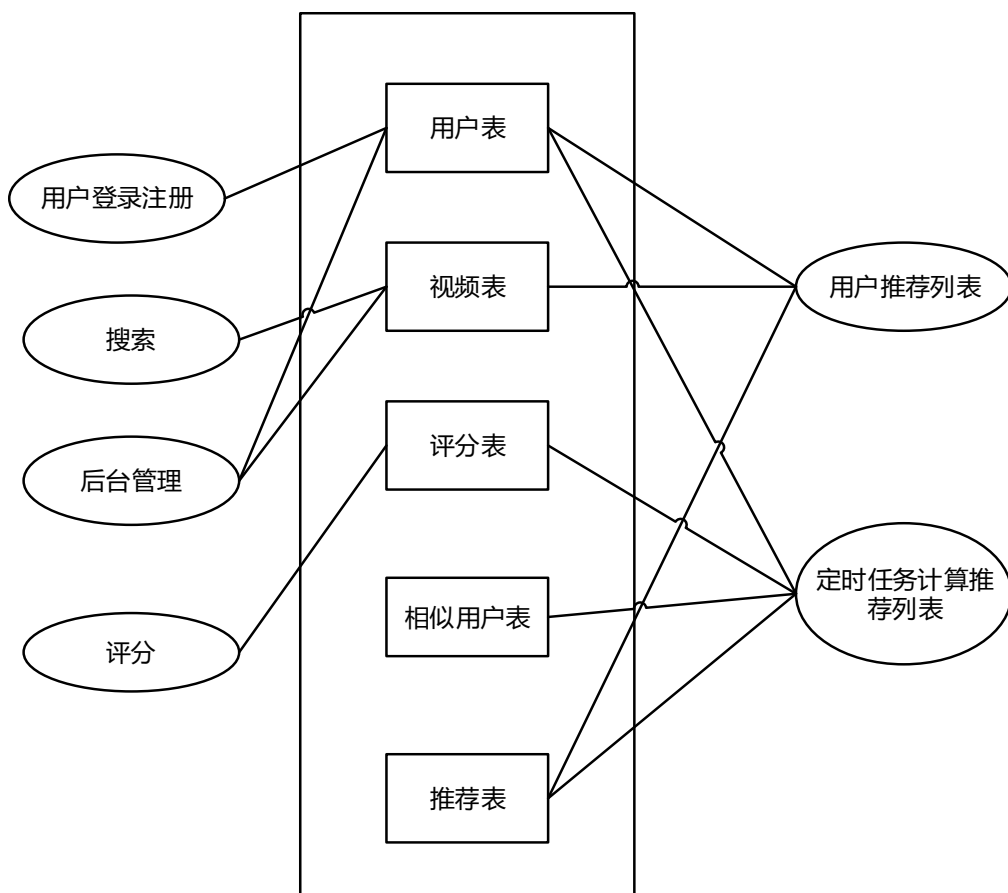 用户表
用户登录注册
视频表
用户推荐列表
搜索
评分表
后台管理
定时任务计算推
荐列表
相似用户表
评分
推荐表